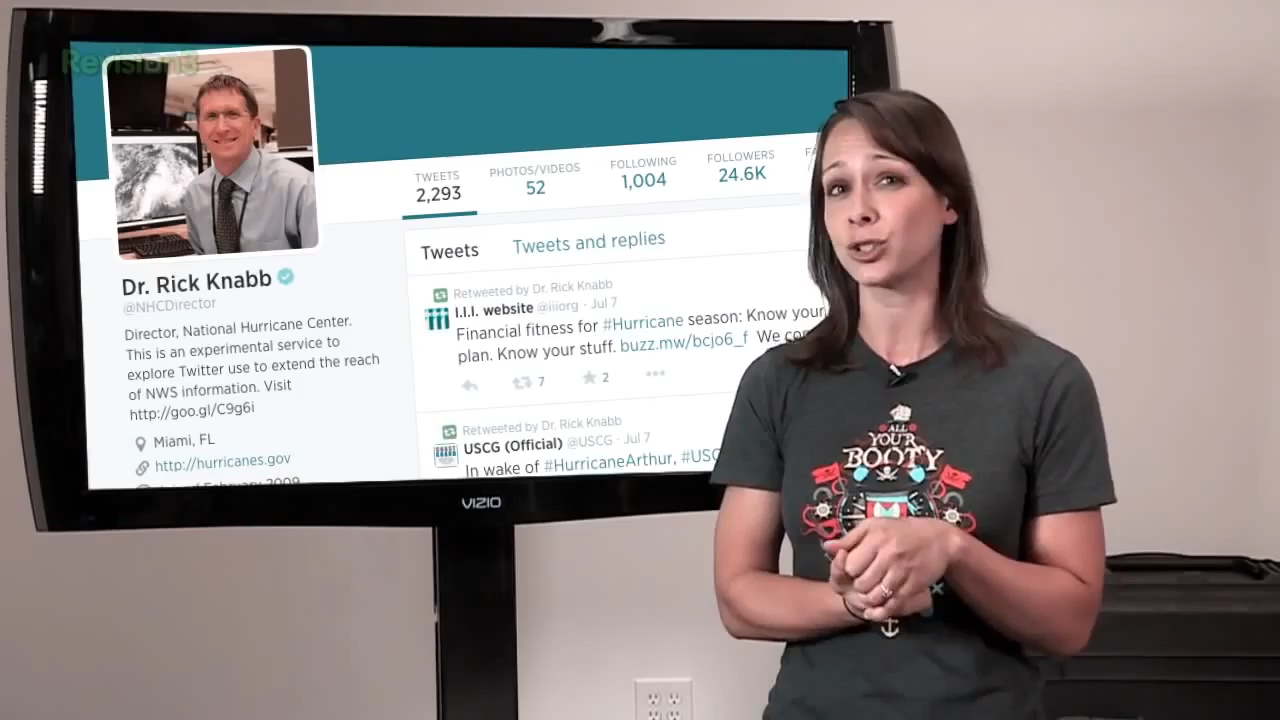 Revision3
TWEETS
2,293
PHOTOS/VIDEOS
52
FOLLOWING
1,004
FOLLOWERS
24.6K
Tweets
Tweets and replies
Dr. Rick Knabb
@NHCDirector
Director, National Hurricane Center.
This is an experimental service to
explore Twitter use to extend the reach
of NWS information. Visit
http://goo.gl/C9g6i
Miami, FL
http://hurricanes.gov
Retweeted by Dr. Rick Knabb
I.I.I. website @iiiorg · Jul 7
Financial fitness for #Hurricane season: Know your
plan. Know your stuff. buzz.mw/bcjo6_f We
7
2
Retweeted by Dr. Rick Knabb
USCG (Official) @USCG · Jul 7
In wake of #HurricaneArthur,
VIZIO
ALL
YOUR
BOOTY